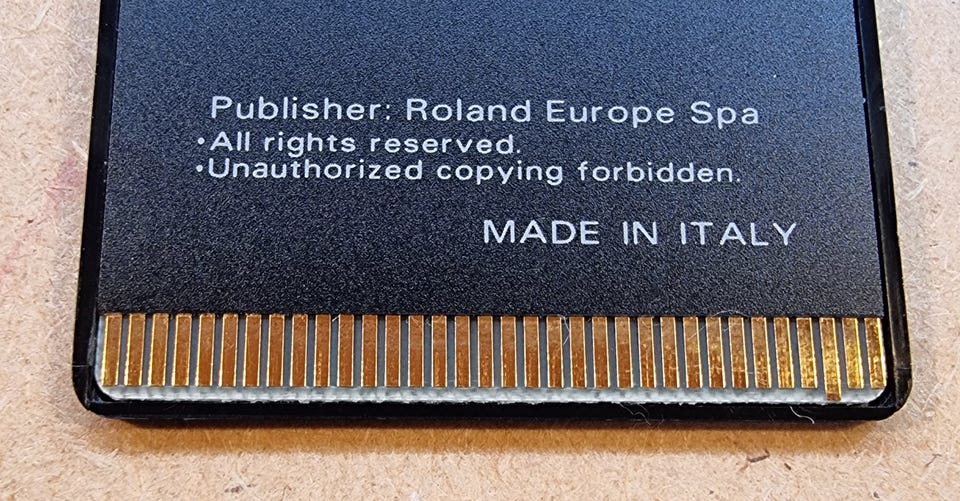 Publisher: Roland Europe Spa
•All rights reserved.
•Unauthorized copying forbidden.
MADE IN ITALY